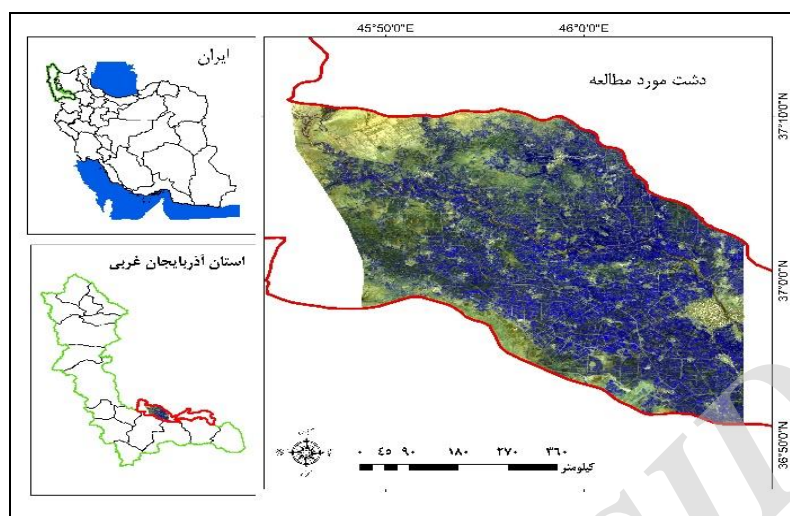 45°50'0"E 46°0'0"E
ایران
دشت مورد مطالعه
37°10'0"N
استان آذربایجان غربی
37°0'0"N
36°50'0"N
۰ ۴۵ ۹۰ ۱۸۰ ۲۷۰ ۳۶۰
کیلومتر